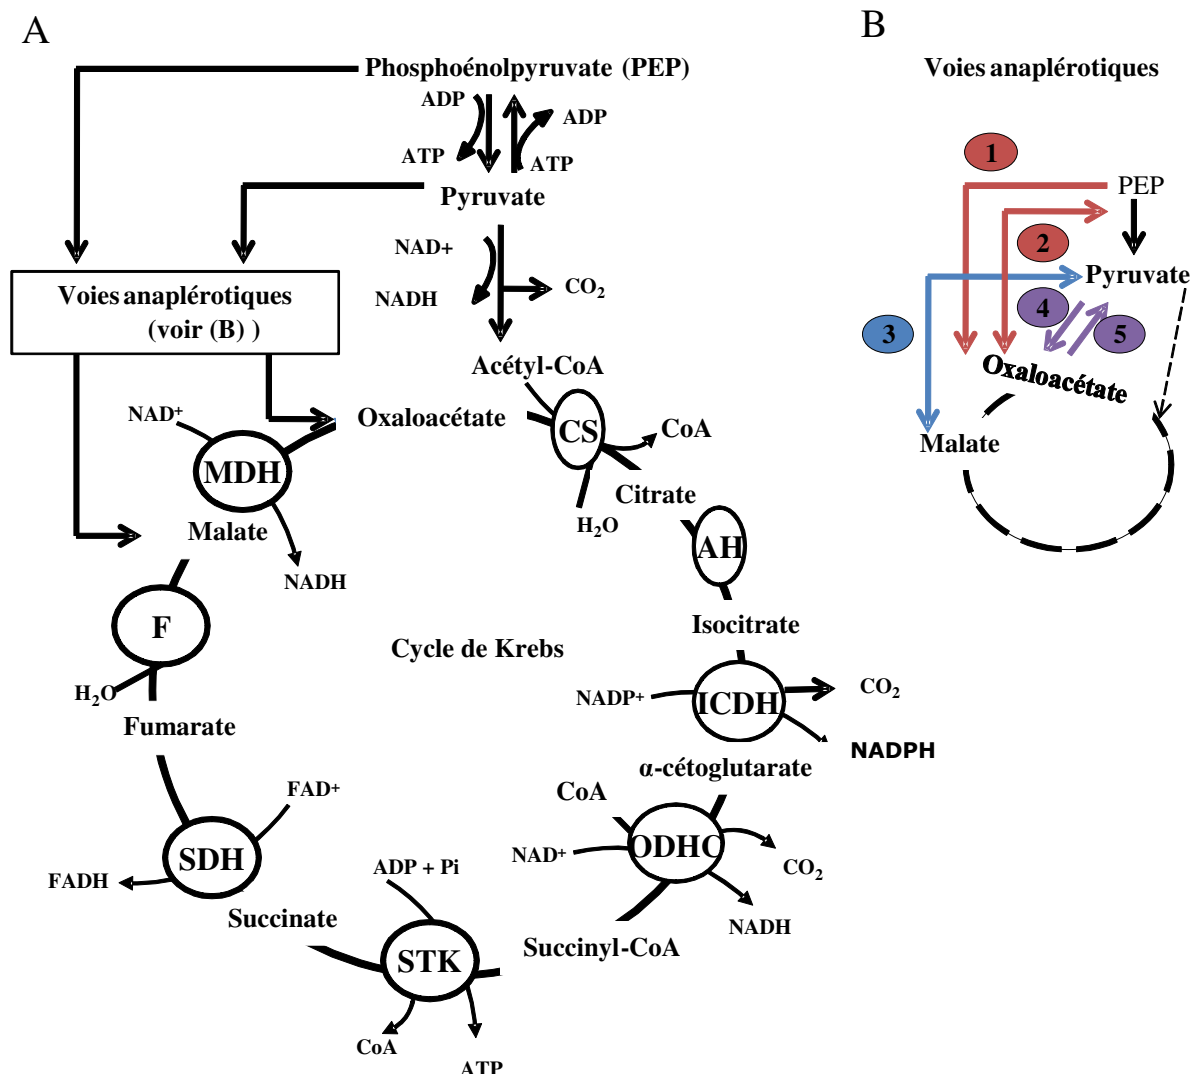 A
Phosphoénolpyruvate (PEP)
ADP
ADP
ATP
ATP
Pyruvate
NAD+
NADH
CO2
Voies anaplérotiques
(voir (B) )
Acétyl-CoA
NAD+
Oxaloacétate
CS
CoA
MDH
Citrate
H2O
Malate
AH
NADH
F
Isocitrate
Cycle de Krebs
H2O
NADP+
ICDH
CO2
Fumarate
NADPH
α-cétoglutarate
CoA
FAD+
ODHC
NAD+
CO2
SDH
ADP + Pi
FADH
NADH
Succinate
Succinyl-CoA
STK
CoA
ATP
B
Voies anaplérotiques
1
PEP
2
Pyruvate
4
3
5
Oxaloacétate
Malate